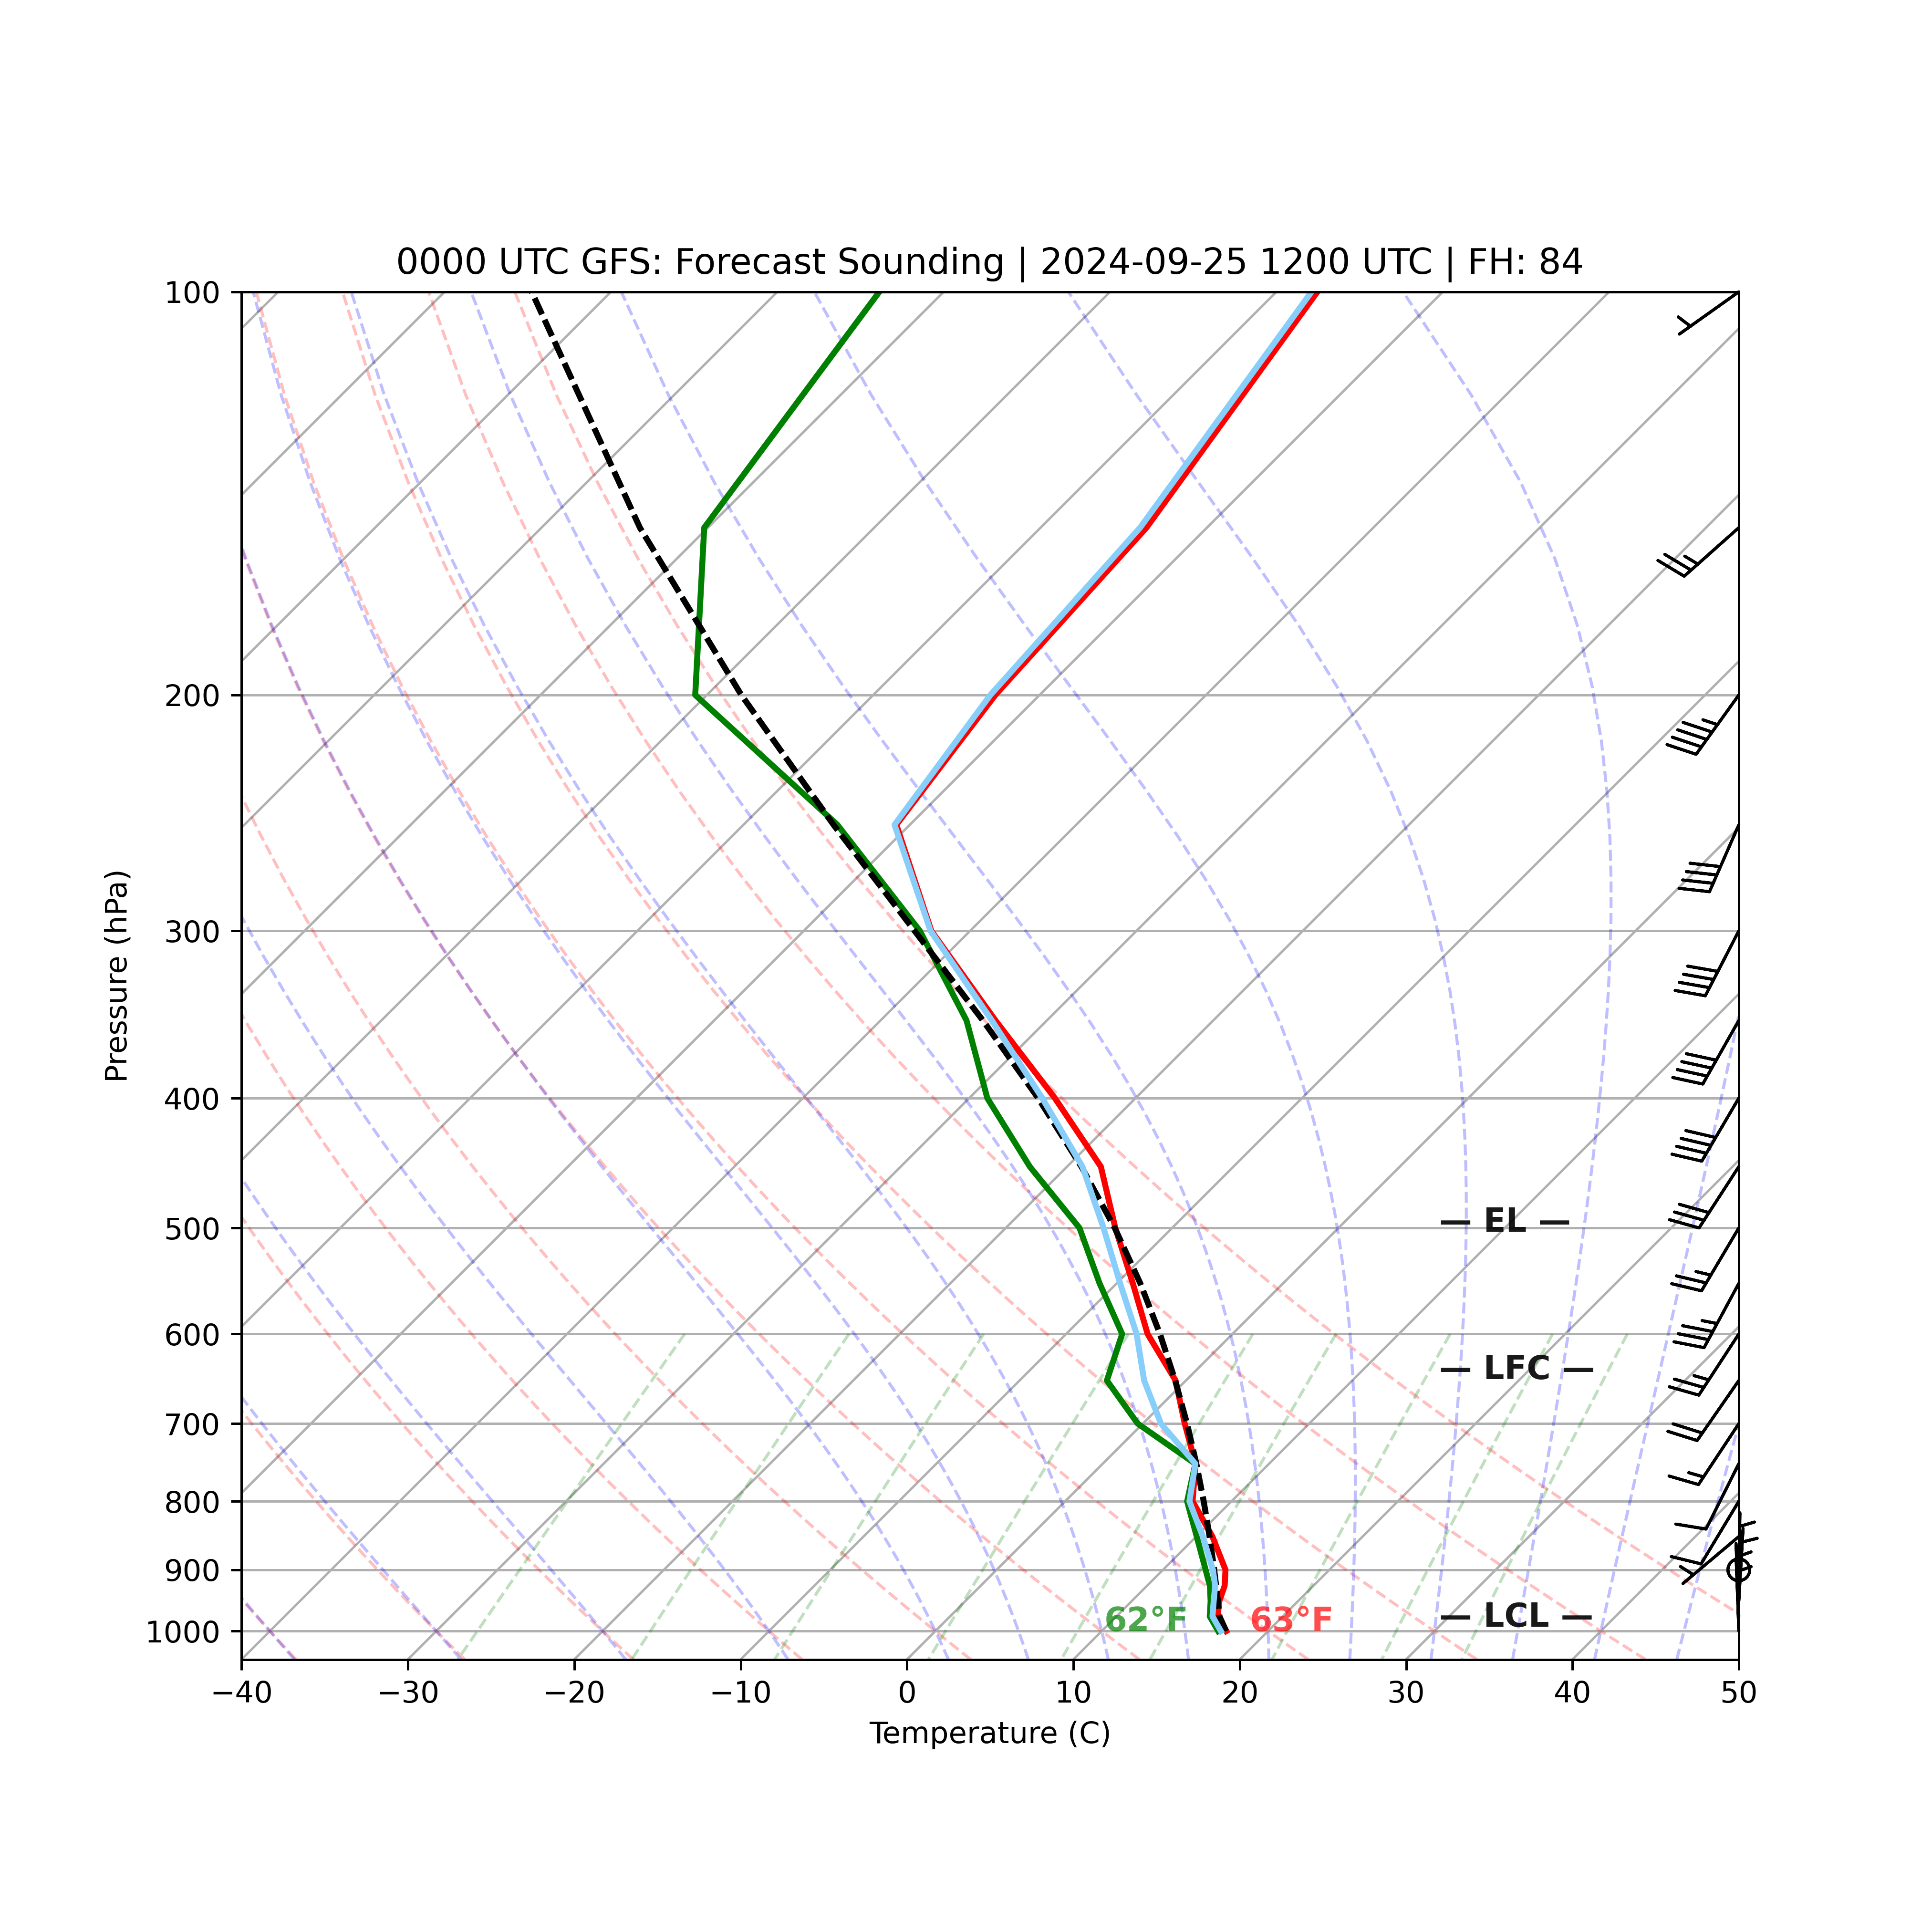 0000 UTC GFS: Forecast Sounding | 2024-09-25 1200 UTC | FH: 84
100
200
300
400
500
600
700
800
900
1000
Pressure (hPa)
— EL —
— LFC —
— LCL —
62°F
63°F
−40
−30
−20
−10
0
10
20
30
40
50
Temperature (C)